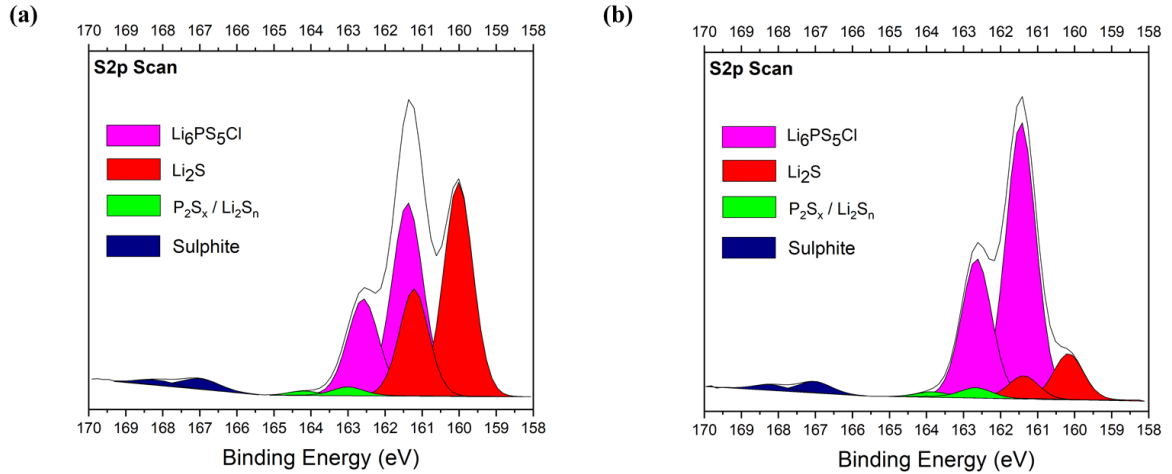 (a)
170 169 168 167 166 165 164 163 162 161 160 159 158
S2p Scan
Li₆PS₅Cl
Li₂S
P₂Sₓ / Li₂Sₙ
Sulphite
170 169 168 167 166 165 164 163 162 161 160 159 158
Binding Energy (eV)
(b)
170 169 168 167 166 165 164 163 162 161 160 159 158
S2p Scan
Li₆PS₅Cl
Li₂S
P₂Sₓ / Li₂Sₙ
Sulphite
170 169 168 167 166 165 164 163 162 161 160 159 158
Binding Energy (eV)